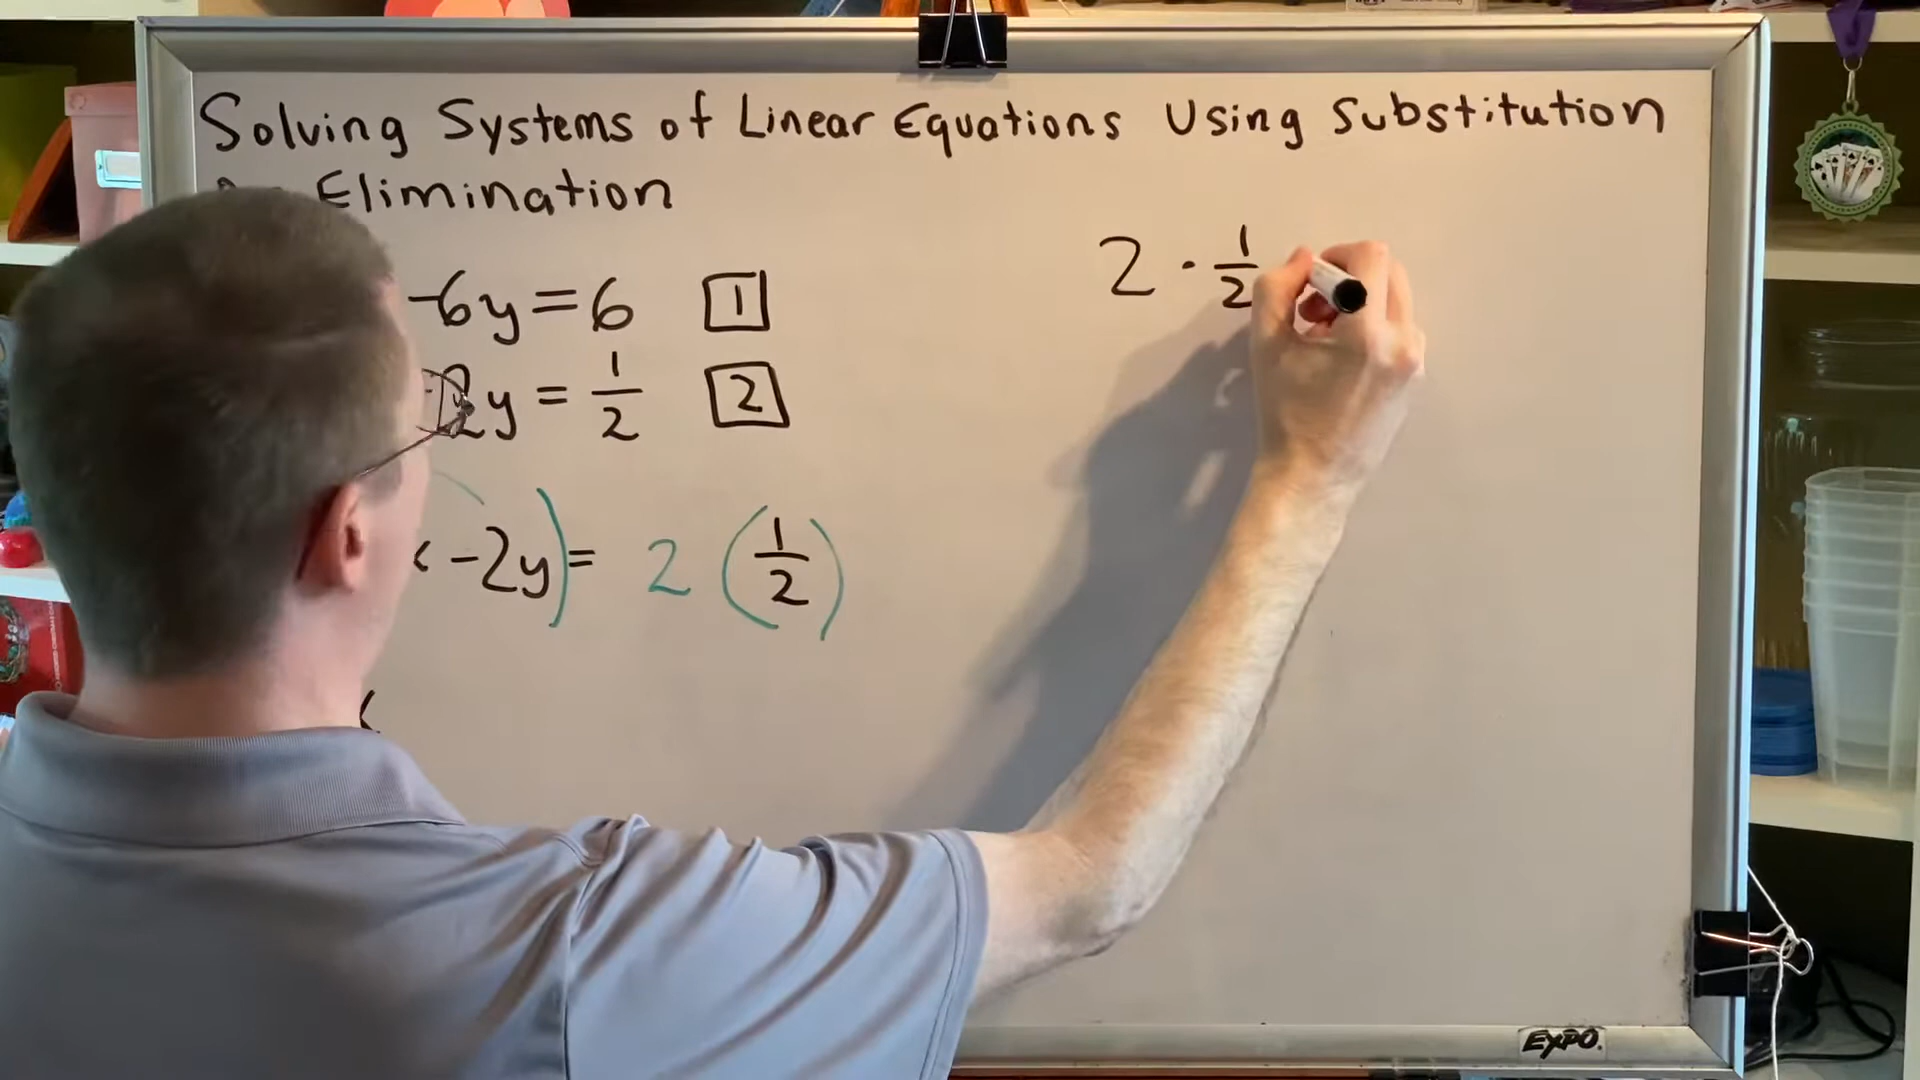 Solving Systems of Linear Equations Using Substitution
Elimination
-6y=6 1
2y = 1/2 2
-2y)= 2 (1/2)
2 · 1/2
EXPO.